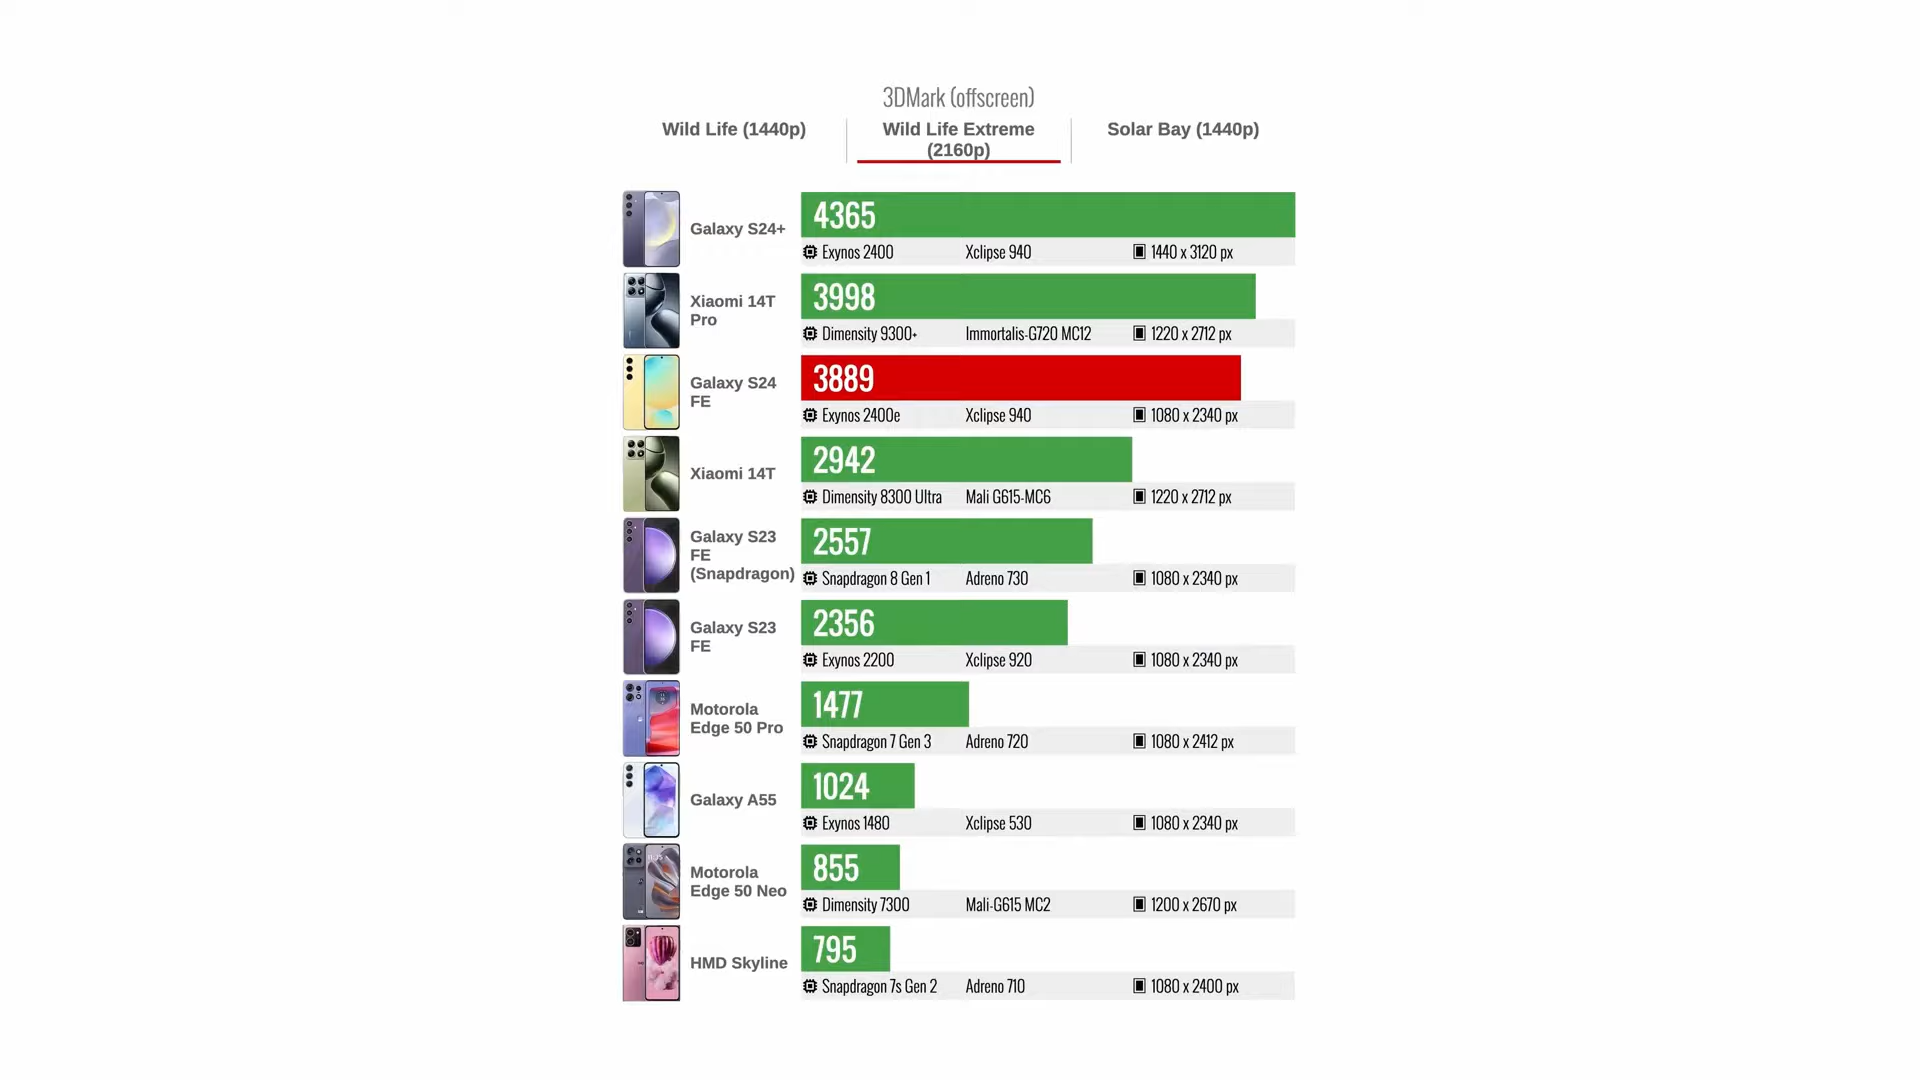 3DMark (offscreen)
Wild Life (1440p)
Wild Life Extreme
(2160p)
Solar Bay (1440p)
Galaxy S24+
4365
Exynos 2400
Xclipse 940
1440 x 3120 px
Xiaomi 14T
Pro
3998
Dimensity 9300+
Immortalis-G720 MC12
1220 x 2712 px
Galaxy S24
FE
3889
Exynos 2400e
Xclipse 940
1080 x 2340 px
Xiaomi 14T
2942
Dimensity 8300 Ultra
Mali G615-MC6
1220 x 2712 px
Galaxy S23
FE
(Snapdragon)
2557
Snapdragon 8 Gen 1
Adreno 730
1080 x 2340 px
Galaxy S23
FE
2356
Exynos 2200
Xclipse 920
1080 x 2340 px
Motorola
Edge 50 Pro
1477
Snapdragon 7 Gen 3
Adreno 720
1080 x 2412 px
Galaxy A55
1024
Exynos 1480
Xclipse 530
1080 x 2340 px
Motorola
Edge 50 Neo
855
Dimensity 7300
Mali-G615 MC2
1200 x 2670 px
HMD Skyline
795
Snapdragon 7s Gen 2
Adreno 710
1080 x 2400 px